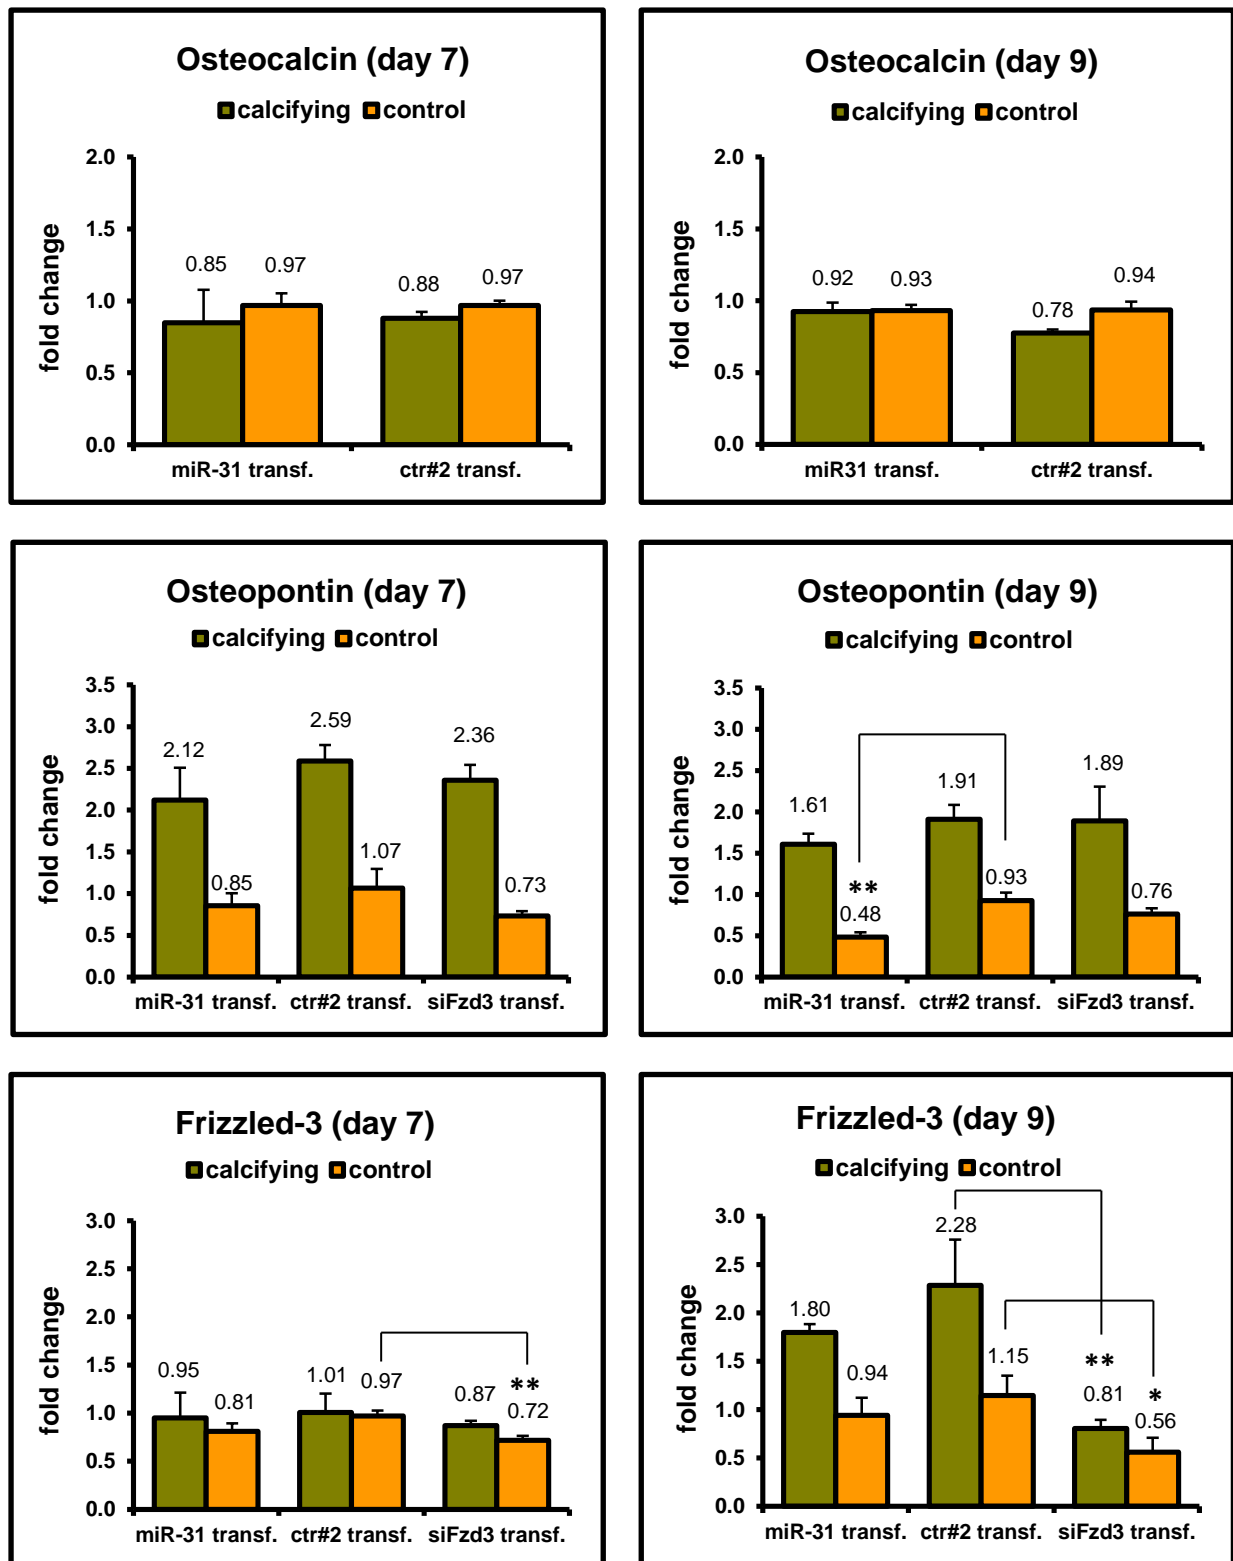 Osteocalcin (day 7)
calcifying control
fold change
2.0
1.5
1.0
0.5
0.0
0.85 0.97 0.88 0.97
miR-31 transf. ctr#2 transf.
Osteocalcin (day 9)
calcifying control
fold change
2.0
1.5
1.0
0.5
0.0
0.92 0.93 0.78 0.94
miR31 transf. ctr#2 transf.
Osteopontin (day 7)
calcifying control
fold change
3.5
3.0
2.5
2.0
1.5
1.0
0.5
0.0
2.12 0.85 2.59 1.07 2.36 0.73
miR-31 transf. ctr#2 transf. siFzd3 transf.
Osteopontin (day 9)
calcifying control
fold change
3.5
3.0
2.5
2.0
1.5
1.0
0.5
0.0
1.61 ** 0.48 1.91 0.93 1.89 0.76
miR-31 transf. ctr#2 transf. siFzd3 transf.
Frizzled-3 (day 7)
calcifying control
fold change
3.0
2.5
2.0
1.5
1.0
0.5
0.0
0.95 0.81 1.01 0.97 0.87 ** 0.72
miR-31 transf. ctr#2 transf. siFzd3 transf.
Frizzled-3 (day 9)
calcifying control
fold change
3.0
2.5
2.0
1.5
1.0
0.5
0.0
1.80 0.94 2.28 1.15 ** 0.81 * 0.56
miR-31 transf. ctr#2 transf. siFzd3 transf.